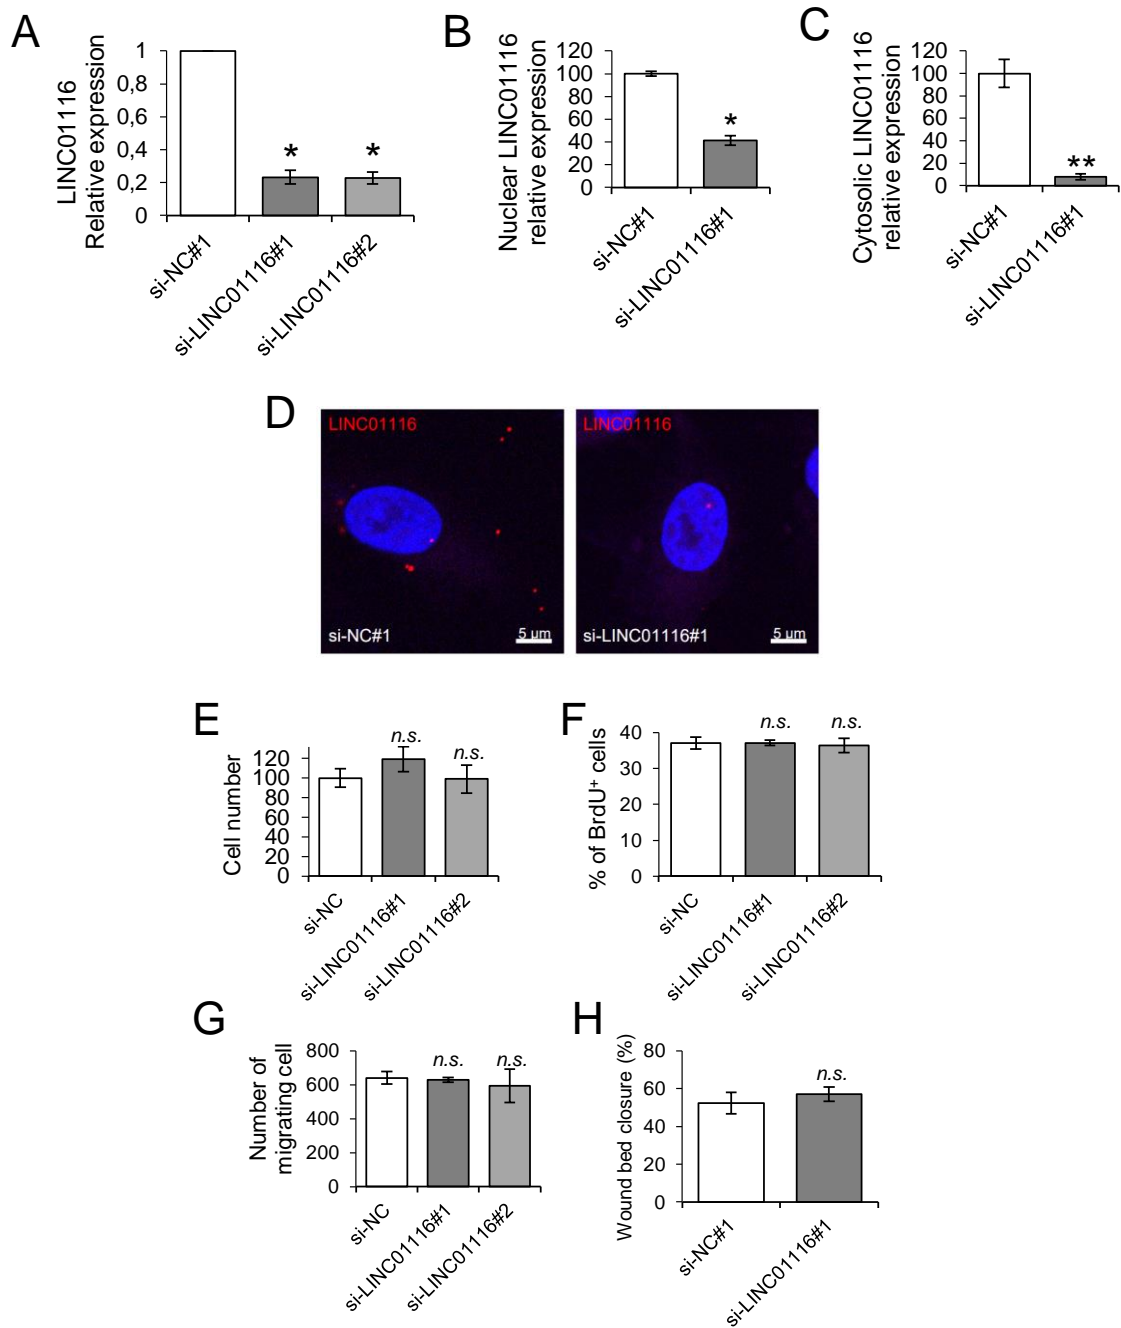 A
LINC01116
Relative expression
1
0,8
0,6
0,4
0,2
0
*
*
si-NC#1
si-LINC01116#1
si-LINC01116#2
B
Nuclear LINC01116
relative expression
120
100
80
60
40
20
0
*
si-NC#1
si-LINC01116#1
C
Cytosolic LINC01116
relative expression
120
100
80
60
40
20
0
**
si-NC#1
si-LINC01116#1
D
LINC01116
si-NC#1
5 µm
LINC01116
si-LINC01116#1
5 µm
E
Cell number
120
100
80
60
40
20
0
n.s.
n.s.
si-NC
si-LINC01116#1
si-LINC01116#2
F
% of BrdU⁺ cells
40
30
20
10
0
n.s.
n.s.
si-NC
si-LINC01116#1
si-LINC01116#2
G
Number of
migrating cell
800
600
400
200
0
n.s.
n.s.
si-NC
si-LINC01116#1
si-LINC01116#2
H
Wound bed closure (%)
80
60
40
20
0
n.s.
si-NC#1
si-LINC01116#1